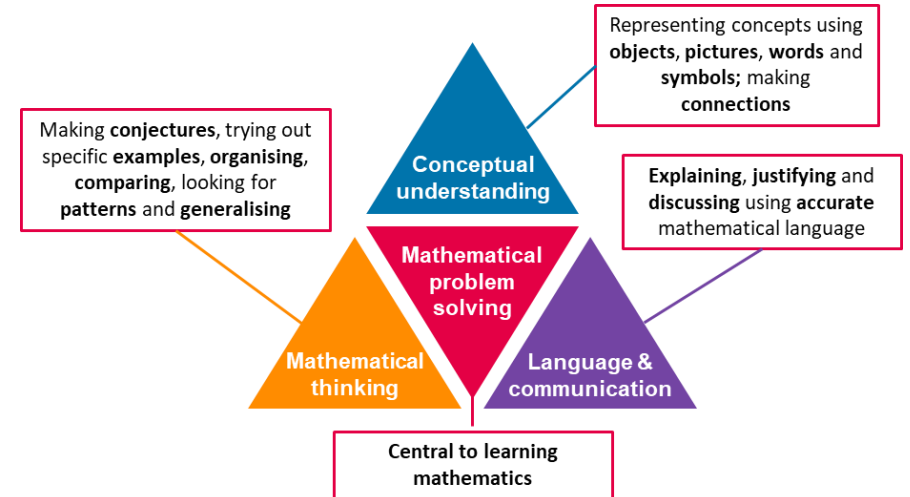 Representing concepts using
objects, pictures, words and
symbols; making
connections
Making conjectures, trying out
specific examples, organising,
comparing, looking for
patterns and generalising
Conceptual
understanding
Explaining, justifying and
discussing using accurate
mathematical language
Mathematical
problem
solving
Mathematical
thinking
Language &
communication
Central to learning
mathematics